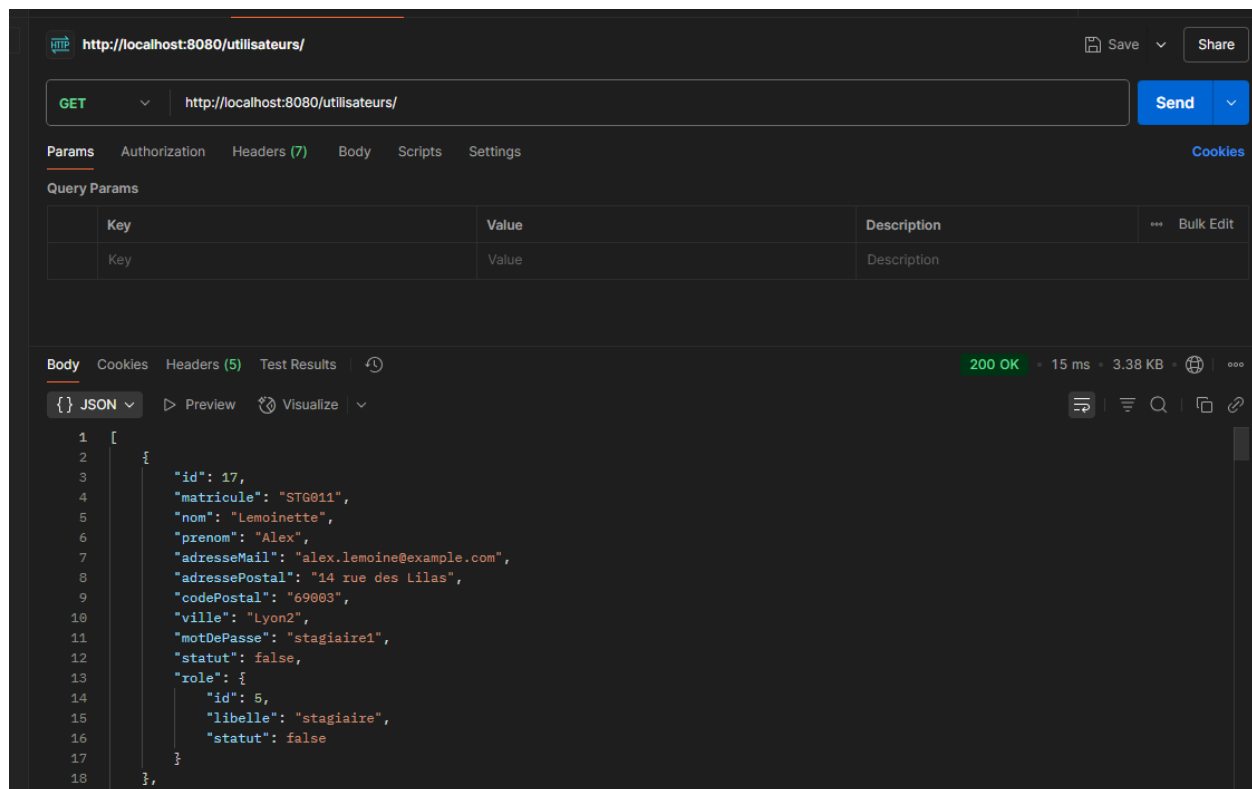 HTTP http://localhost:8080/utilisateurs/ Save Share
GET http://localhost:8080/utilisateurs/ Send
Params Authorization Headers (7) Body Scripts Settings Cookies
Query Params
Key Value Description ••• Bulk Edit
Key Value Description
Body Cookies Headers (5) Test Results 200 OK • 15 ms • 3.38 KB •••
{} JSON Preview Visualize
1 [
2 {
3 "id": 17,
4 "matricule": "STG011",
5 "nom": "Lemoinette",
6 "prenom": "Alex",
7 "adresseMail": "alex.lemoine@example.com",
8 "adressePostal": "14 rue des Lilas",
9 "codePostal": "69003",
10 "ville": "Lyon2",
11 "motDePasse": "stagiaire1",
12 "statut": false,
13 "role": {
14 "id": 5,
15 "libelle": "stagiaire",
16 "statut": false
17 }
18 },